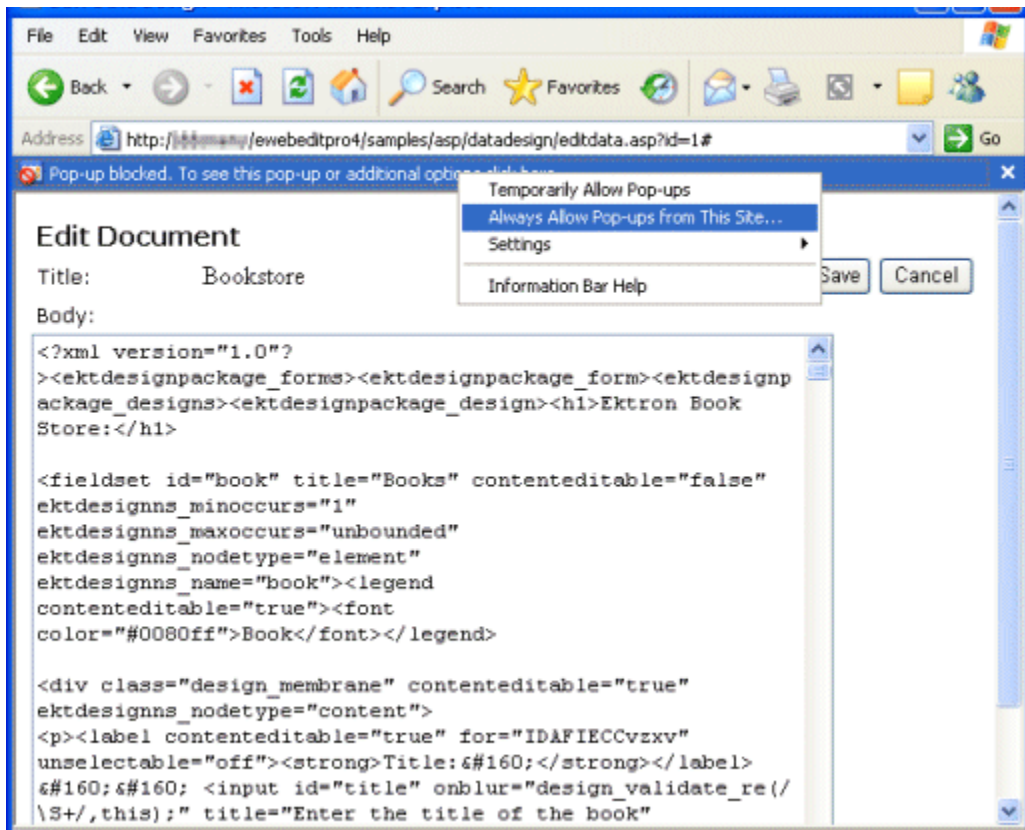 File Edit View Favorites Tools Help
Back Search Favorites
Address http:/ /ewebeditpro4/samples/asp/datadesign/editdata.asp?id=1# Go
Pop-up blocked. To see this pop-up or additional options click here
Temporarily Allow Pop-ups
Always Allow Pop-ups from This Site...
Settings
Information Bar Help
Edit Document
Title: Bookstore Save Cancel
Body:
<?xml version="1.0"?
><ektdesignpackage_forms><ektdesignpackage_form><ektdesignp
ackage_designs><ektdesignpackage_design><h1>Ektron Book
Store:</h1>
<fieldset id="book" title="Books" contenteditable="false"
ektdesignns_minoccurs="1"
ektdesignns_maxoccurs="unbounded"
ektdesignns_nodetype="element"
ektdesignns_name="book"><legend
contenteditable="true"><font
color="#0080ff">Book</font></legend>
<div class="design_membrane" contenteditable="true"
ektdesignns_nodetype="content">
<p><label contenteditable="true" for="IDAFIECCvzxv"
unselectable="off"><strong>Title:&#160;</strong></label>
&#160;&#160; <input id="title" onblur="design_validate_re(/
\S+/,this);" title="Enter the title of the book"